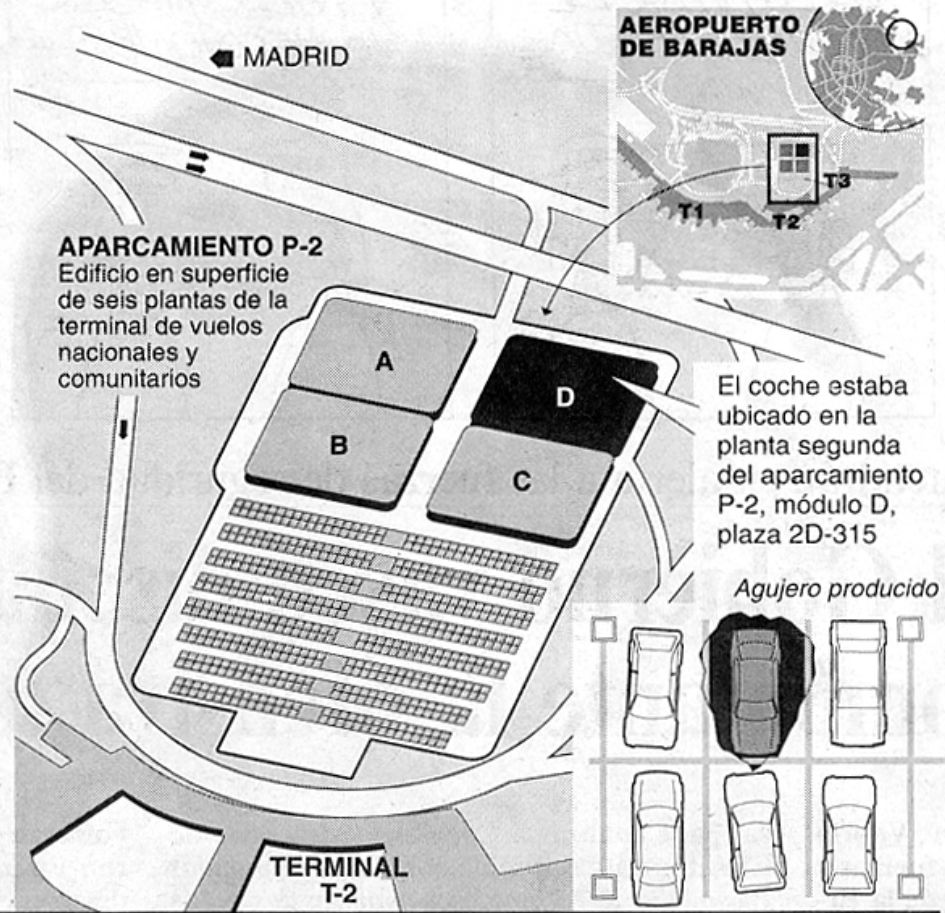 MADRID
AEROPUERTO
DE BARAJAS
T1
T2
T3
APARCAMIENTO P-2
Edificio en superficie
de seis plantas de la
terminal de vuelos
nacionales y
comunitarios
A
B
D
C
El coche estaba
ubicado en la
planta segunda
del aparcamiento
P-2, módulo D,
plaza 2D-315
Agujero producido
TERMINAL
T-2